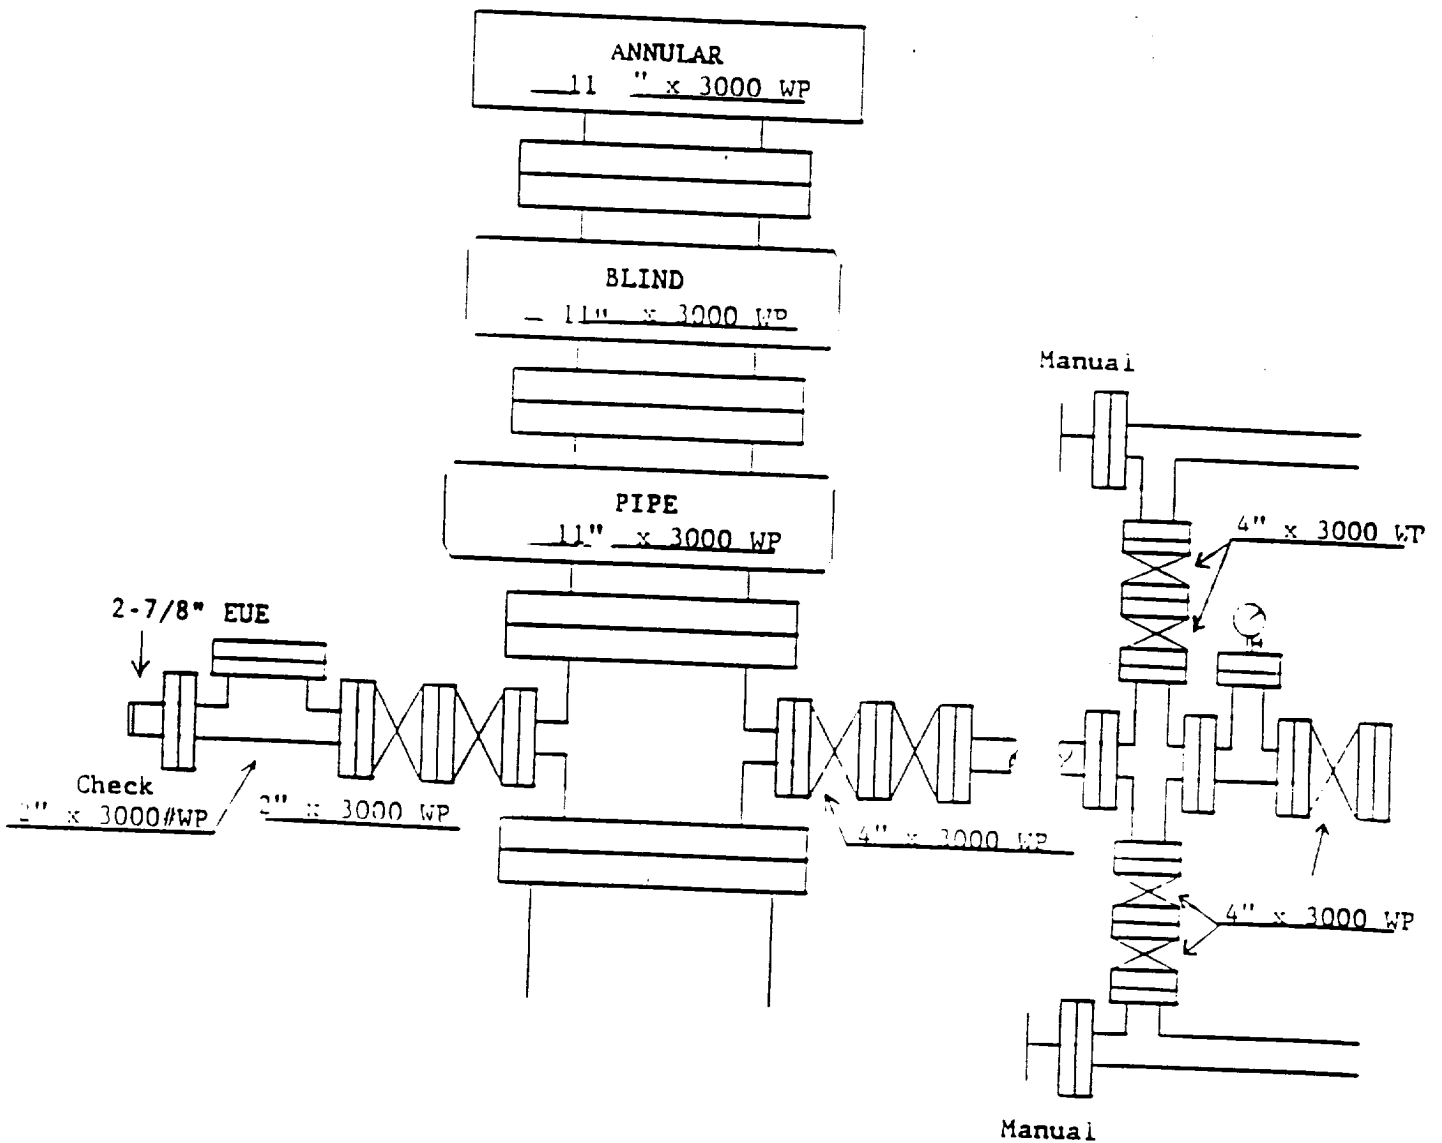 ANNULAR
11 " x 3000 WP
BLIND
11" x 3000 WP
PIPE
11" x 3000 WP
Manual
4" x 3000 WP
2-7/8" EUE
Check
2" x 3000#WP
2" x 3000 WP
4" x 3000 WP
4" x 3000 WP
Manual